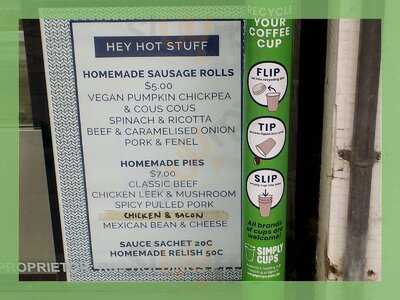 HEY HOT STUFF
HOMEMADE SAUSAGE ROLLS
$5.00
VEGAN PUMPKIN CHICKPEA
& COUS COUS
SPINACH & RICOTTA
BEEF & CARAMELISED ONION
PORK & FENEL
HOMEMADE PIES
$7.00
CLASSIC BEEF
CHICKEN LEEK & MUSHROOM
SPICY PULLED PORK
CHICKEN & BACON
MEXICAN BEAN & CHEESE
SAUCE SACHET 20C
HOMEMADE RELISH 50C
RECYCLE
YOUR
COFFEE
CUP
FLIP
TIP
SLIP
All brands
of cups are
welcome!
SIMPLY
CUPS